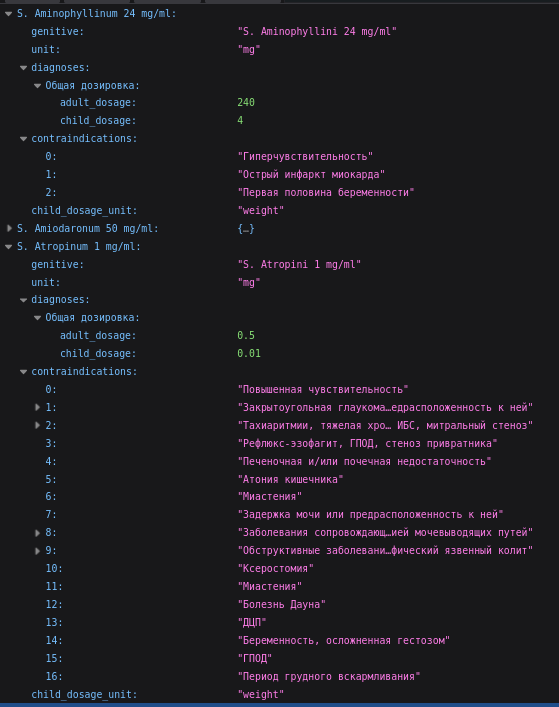 S. Aminophyllinum 24 mg/ml:
genitive: "S. Aminophyllini 24 mg/ml"
unit: "mg"
diagnoses:
Общая дозировка:
adult_dosage: 240
child_dosage: 4
contraindications:
0: "Гиперчувствительность"
1: "Острый инфаркт миокарда"
2: "Первая половина беременности"
child_dosage_unit: "weight"
S. Amiodaronum 50 mg/ml: {…}
S. Atropinum 1 mg/ml:
genitive: "S. Atropini 1 mg/ml"
unit: "mg"
diagnoses:
Общая дозировка:
adult_dosage: 0.5
child_dosage: 0.01
contraindications:
0: "Повышенная чувствительность"
1: "Закрытоугольная глаукома…едрасположенность к ней"
2: "Тахиаритмии, тяжелая хро… ИБС, митральный стеноз"
3: "Рефлюкс-эзофагит, ГПОД, стеноз привратника"
4: "Печеночная и/или почечная недостаточность"
5: "Атония кишечника"
6: "Миастения"
7: "Задержка мочи или предрасположенность к ней"
8: "Заболевания сопровождающ…ией мочевыводящих путей"
9: "Обструктивные заболевани…фический язвенный колит"
10: "Ксеростомия"
11: "Миастения"
12: "Болезнь Дауна"
13: "ДЦП"
14: "Беременность, осложненная гестозом"
15: "ГПОД"
16: "Период грудного вскармливания"
child_dosage_unit: "weight"